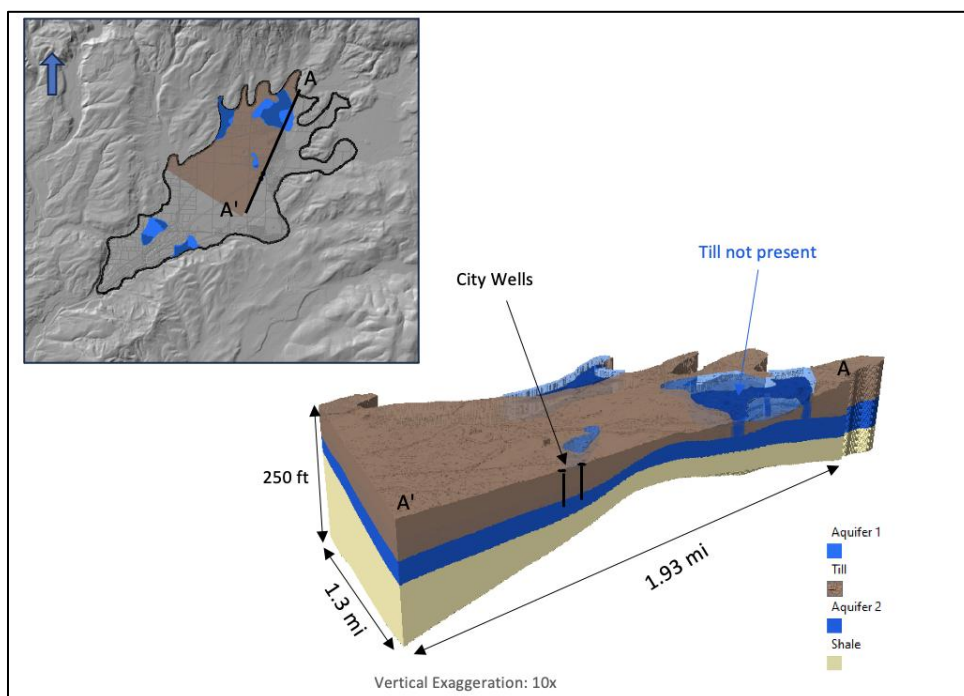 A
A'
City Wells
Till not present
A
250 ft
A'
1.3 mi
1.93 mi
Aquifer 1
Till
Aquifer 2
Shale
Vertical Exaggeration: 10x